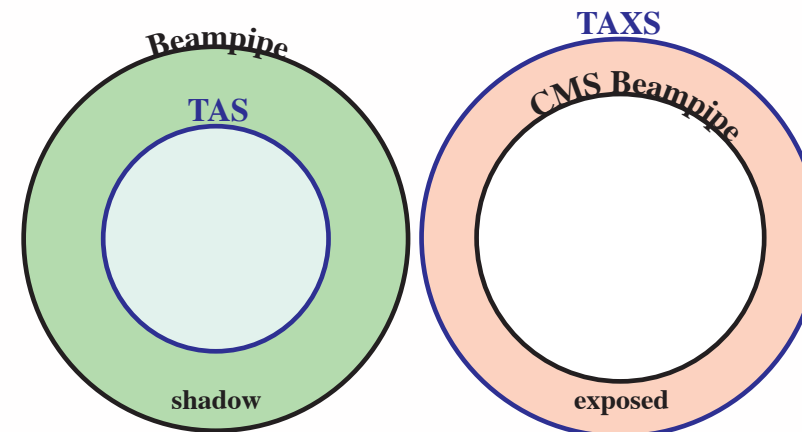 Beampipe
TAS
shadow
TAXS
CMS Beampipe
exposed